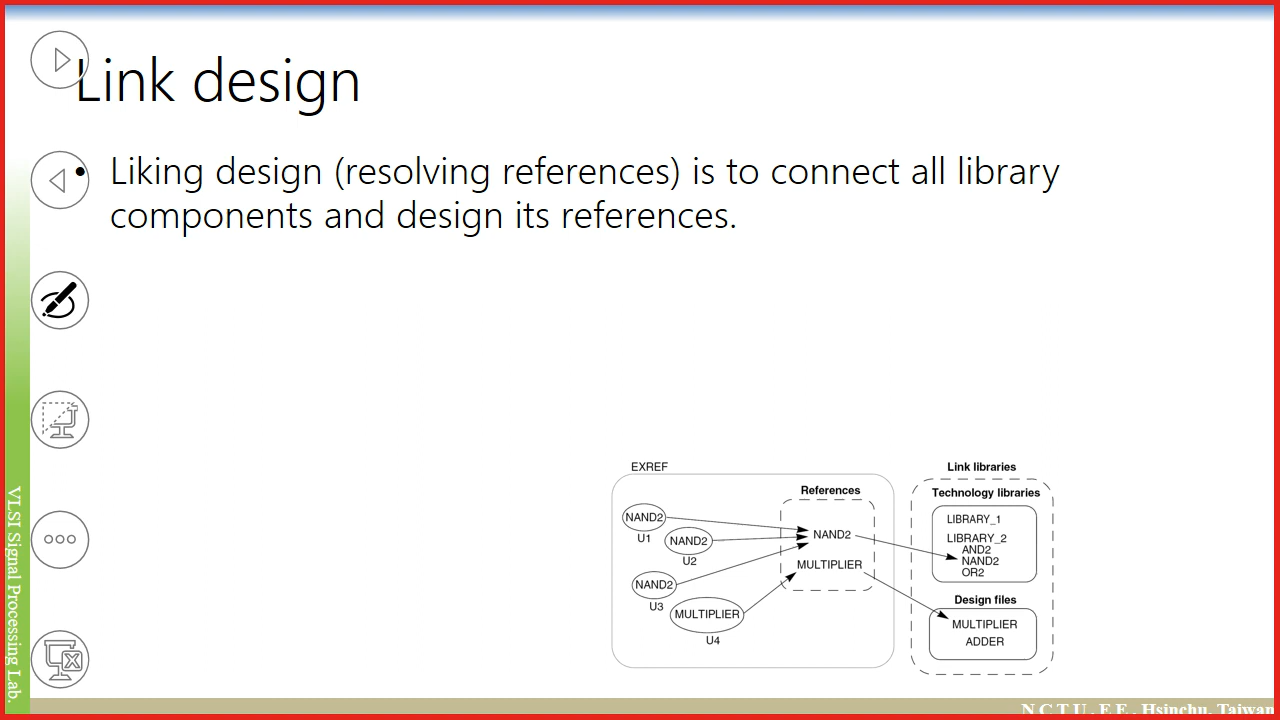 Link design
• Liking design (resolving references) is to connect all library
components and design its references.
EXREF
References
NAND2
U1
NAND2
U2
NAND2
U3
MULTIPLIER
U4
NAND2
MULTIPLIER
Link libraries
Technology libraries
LIBRARY_1
LIBRARY_2
AND2
NAND2
OR2
Design files
MULTIPLIER
ADDER
VLSI Signal Processing Lab.
N C T U. E E. Hsinchu, Taiwan